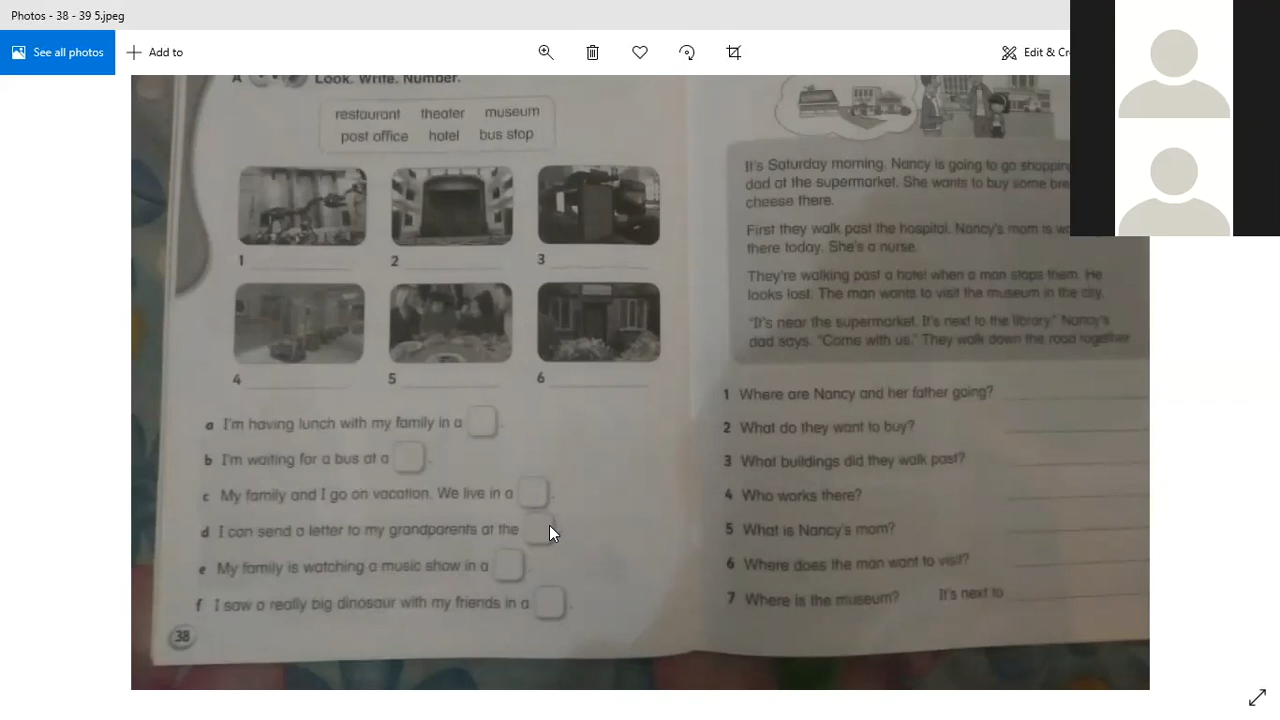 Photos - 38 - 39 5.jpeg
See all photos
Add to
Edit &
A
Look. Write. Number.
restaurant theater museum
post office hotel bus stop
1
2
3
4
5
6
a I'm having lunch with my family in a
b I'm waiting for a bus at a .
c My family and I go on vacation. We live in a .
d I can send a letter to my grandparents at the
e My family is watching a music show in a .
f I saw a really big dinosaur with my friends in a .
38
It's Saturday morning. Nancy is going to go
dad at the supermarket. She wants to buy some
cheese there.
First they walk past the hospital. Nancy's mom is
there today. She's a nurse.
They're walking past a hotel when a man stops them. He
looks lost. The man wants to visit the museum in the city.
"It's near the supermarket. It's next to the library." Nancy's
dad says. "Come with us." They walk down the road together
1 Where are Nancy and her father going?
2 What do they want to buy?
3 What buildings did they walk past?
4 Who works there?
5 What is Nancy's mom?
6 Where does the man want to visit?
7 Where is the museum? It's next to